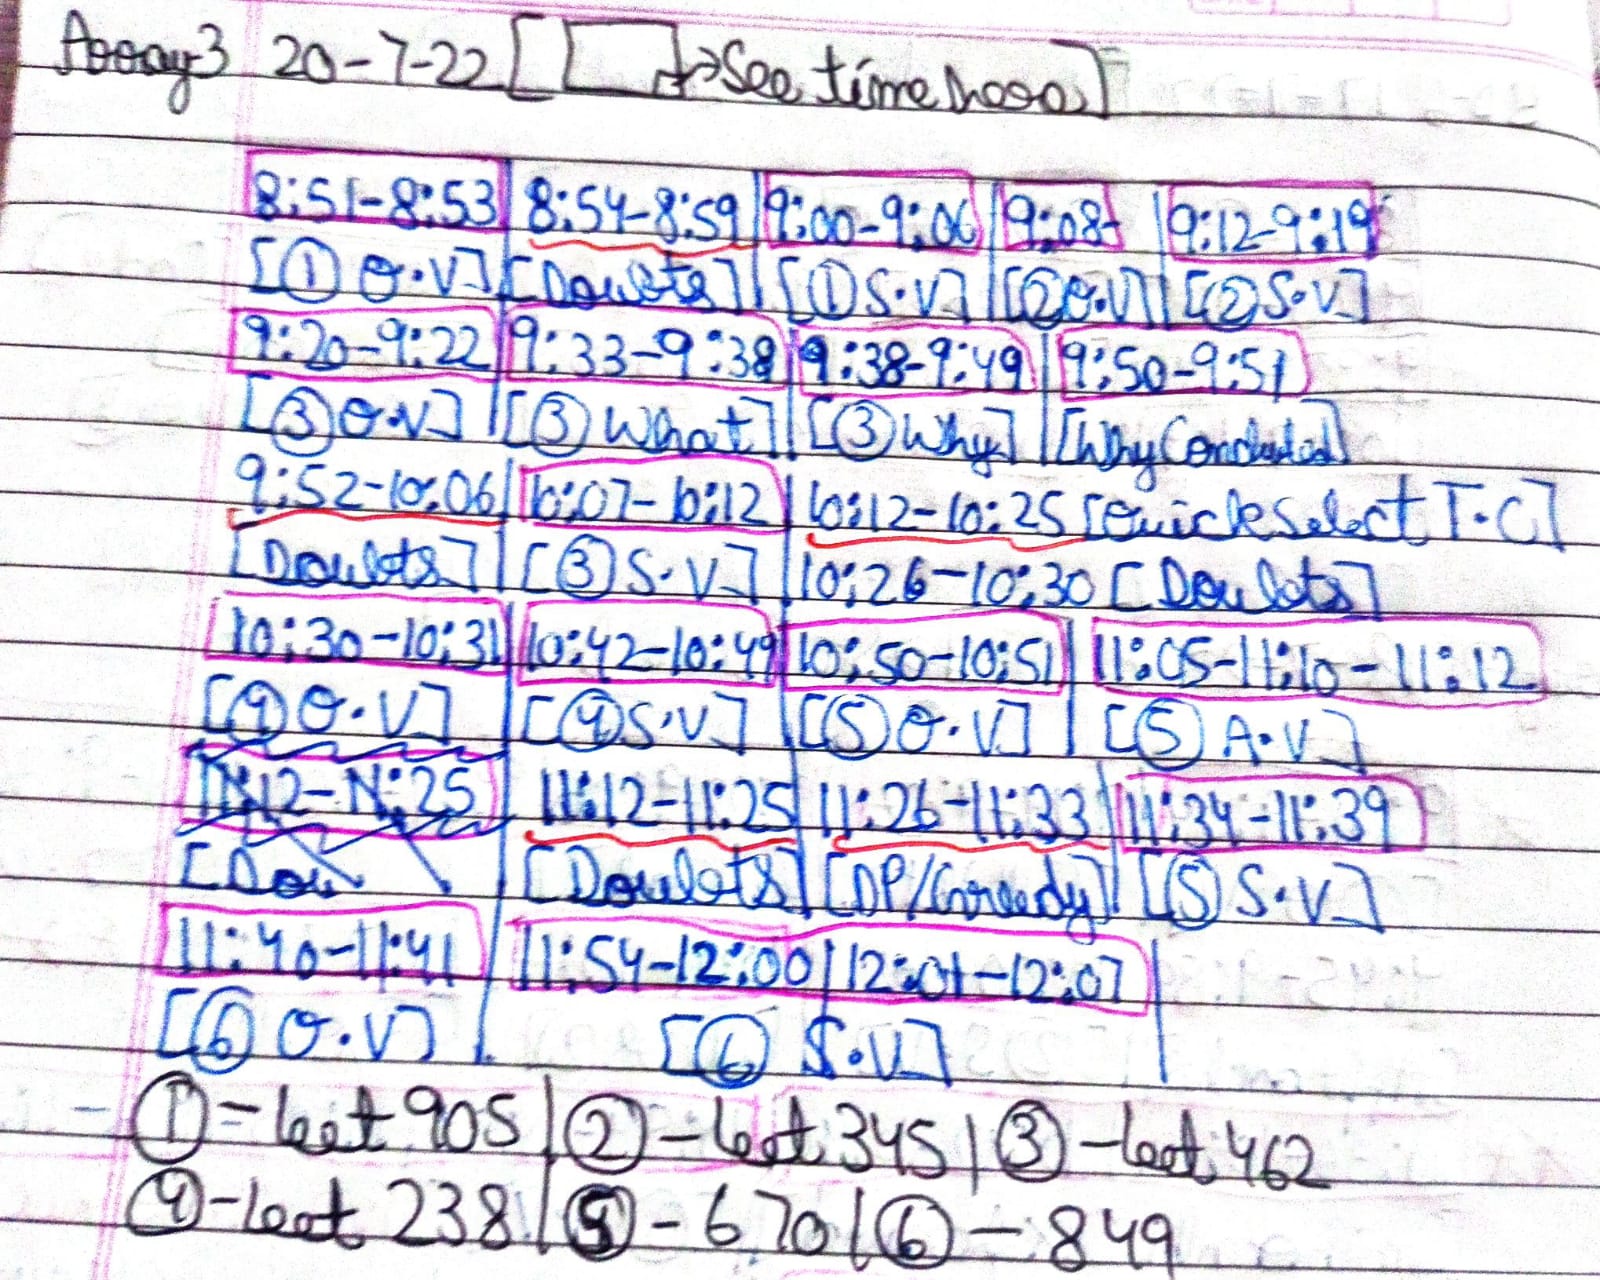 Array3 20-7-22 [ [ ]→See time hoga]
8:51-8:53 | 8:54-8:59 | 9:00-9:06 | 9:08- | 9:12-9:19
[① Q.V] [Doubts] | [① S.V] | [② Q.V] | [② S.V]
9:20-9:22 | 9:33-9:38 | 9:38-9:49 | 9:50-9:51
[③ Q.V] | [③ What] | [③ Why] | [Why Concluded]
9:52-10:06 | 10:07-10:12 | 10:12-10:25 [Quick Select T.C]
[Doubts] | [③ S.V] | 10:26-10:30 [Doubts]
10:30-10:31 | 10:42-10:49 | 10:50-10:51 | 11:05-11:10-11:12
[④ Q.V] | [④ S.V] | [⑤ Q.V] | [⑤ A.V]
11:12-11:25 | 11:12-11:25 | 11:26-11:33 | 11:34-11:39
[Dou [Doubts] | [DP/Greedy] | [⑤ S.V]
11:40-11:41 | 11:54-12:00 | 12:01-12:07
[⑥ Q.V] | [⑥ S.V]
①=leet 905 | ②-leet 345 | ③-leet 462
④-leet 238 | ⑤-670 | ⑥-849